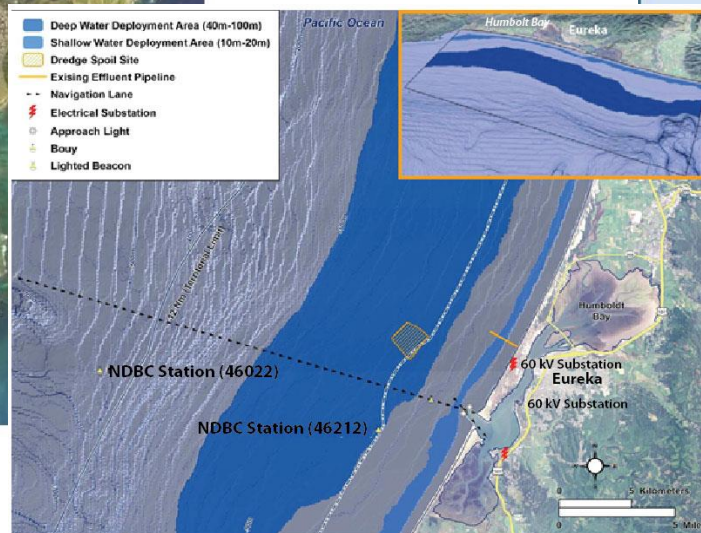 Deep Water Deployment Area (40m-100m)
Shallow Water Deployment Area (10m-20m)
Dredge Spoil Site
Exising Effluent Pipeline
Navigation Lane
Electrical Substation
Approach Light
Bouy
Lighted Beacon
Pacific Ocean
Humbolt Bay
Eureka
12 Nm (Territorial Limit)
Humboldt
Bay
NDBC Station (46022)
60 kV Substation
Eureka
60 kV Substation
NDBC Station (46212)
N
0 5 Kilometers
0 5 Mile